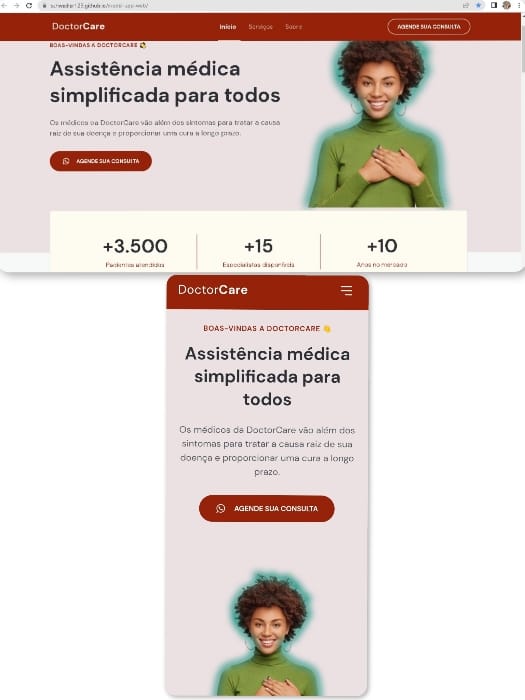 DoctorCare
Início Serviços Sobre
AGENDE SUA CONSULTA
BOAS-VINDAS A DOCTORCARE 👋
Assistência médica
simplificada para todos
Os médicos da DoctorCare vão além dos sintomas para tratar a causa
raiz de sua doença e proporcionar uma cura a longo prazo.
AGENDE SUA CONSULTA
+3.500 +15 +10
Pacientes atendidos Especialistas disponíveis Anos no mercado
DoctorCare
BOAS-VINDAS A DOCTORCARE 👋
Assistência médica
simplificada para
todos
Os médicos da DoctorCare vão além dos
sintomas para tratar a causa raiz de sua
doença e proporcionar uma cura a longo
prazo.
AGENDE SUA CONSULTA